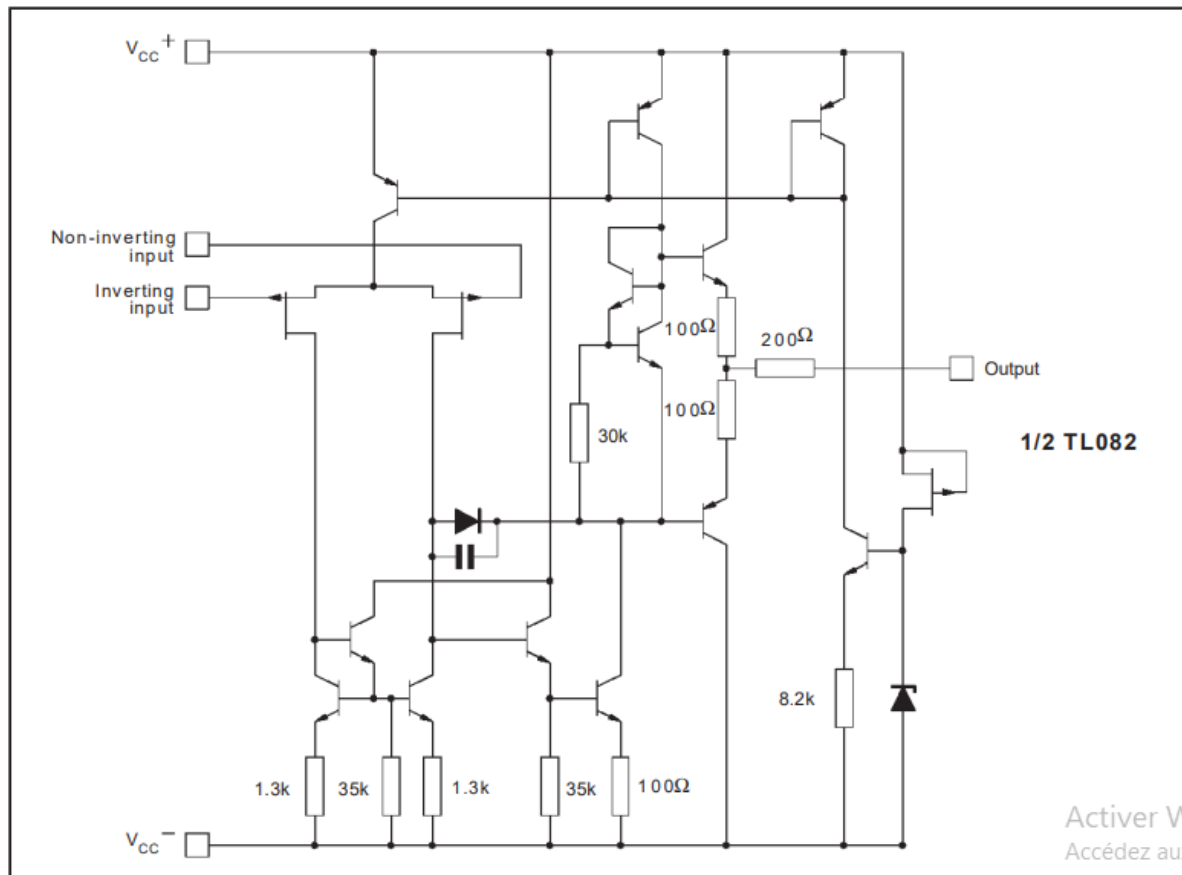 VCC+
Non-inverting
input
Inverting
input
100Ω
200Ω
Output
100Ω
30k
1/2 TL082
8.2k
1.3k
35k
1.3k
35k
100Ω
VCC−
Activer W
Accédez au